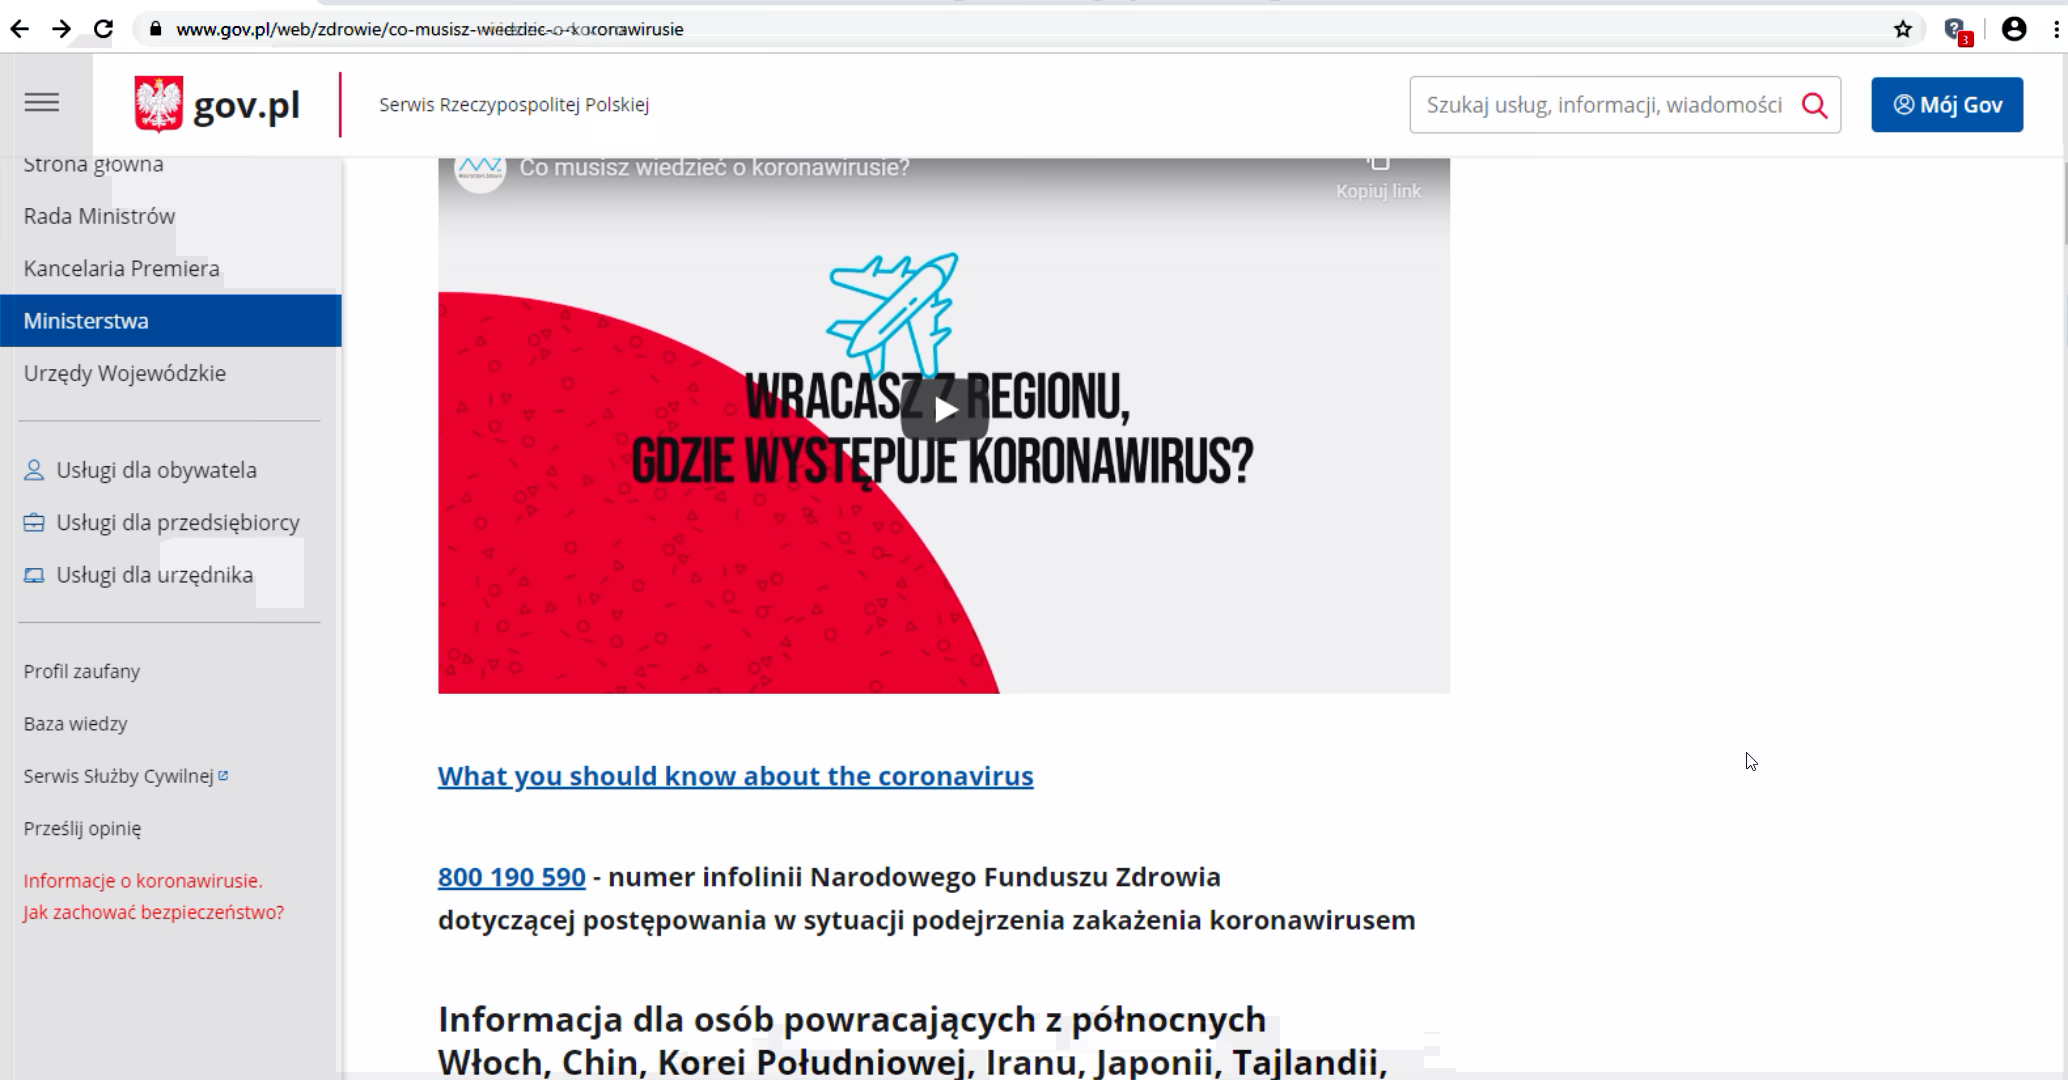 www.gov.pl/web/zdrowie/co-musisz-wiedzic-o-koronawirusie
3
gov.pl
Serwis Rzeczypospolitej Polskiej
Szukaj usług, informacji, wiadomości
Mój Gov
Strona główna
Rada Ministrów
Kancelaria Premiera
Ministerstwa
Urzędy Wojewódzkie
Usługi dla obywatela
Usługi dla przedsiębiorcy
Usługi dla urzędnika
Profil zaufany
Baza wiedzy
Serwis Służby Cywilnej
Prześlij opinię
Informacje o koronawirusie.
Jak zachować bezpieczeństwo?
Co musisz wiedzieć o koronawirusie?
Kopiuj link
WRACASZ Z REGIONU,
GDZIE WYSTĘPUJE KORONAWIRUS?
What you should know about the coronavirus
800 190 590 - numer infolinii Narodowego Funduszu Zdrowia
dotyczącej postępowania w sytuacji podejrzenia zakażenia koronawirusem
Informacja dla osób powracających z północnych
Włoch, Chin, Korei Południowej, Iranu, Japonii, Tajlandii,